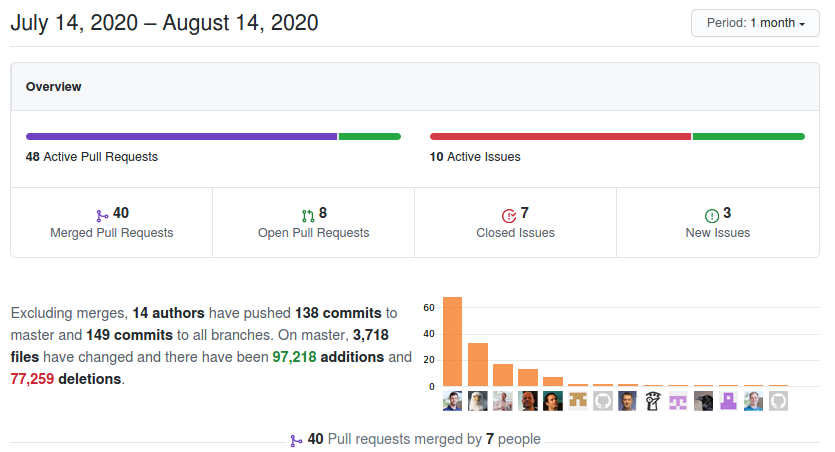 July 14, 2020 – August 14, 2020
Period: 1 month
Overview
48 Active Pull Requests
10 Active Issues
40
Merged Pull Requests
8
Open Pull Requests
7
Closed Issues
3
New Issues
Excluding merges, 14 authors have pushed 138 commits to
master and 149 commits to all branches. On master, 3,718
files have changed and there have been 97,218 additions and
77,259 deletions.
60
40
20
0
40 Pull requests merged by 7 people